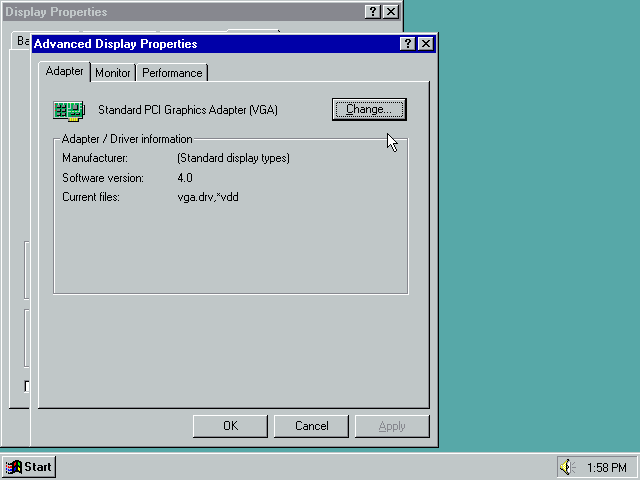 Display Properties
Ba
Advanced Display Properties
Adapter Monitor Performance
Standard PCI Graphics Adapter (VGA) Change...
Adapter / Driver information
Manufacturer: (Standard display types)
Software version: 4.0
Current files: vga.drv,*vdd
OK Cancel Apply
Start 1:58 PM